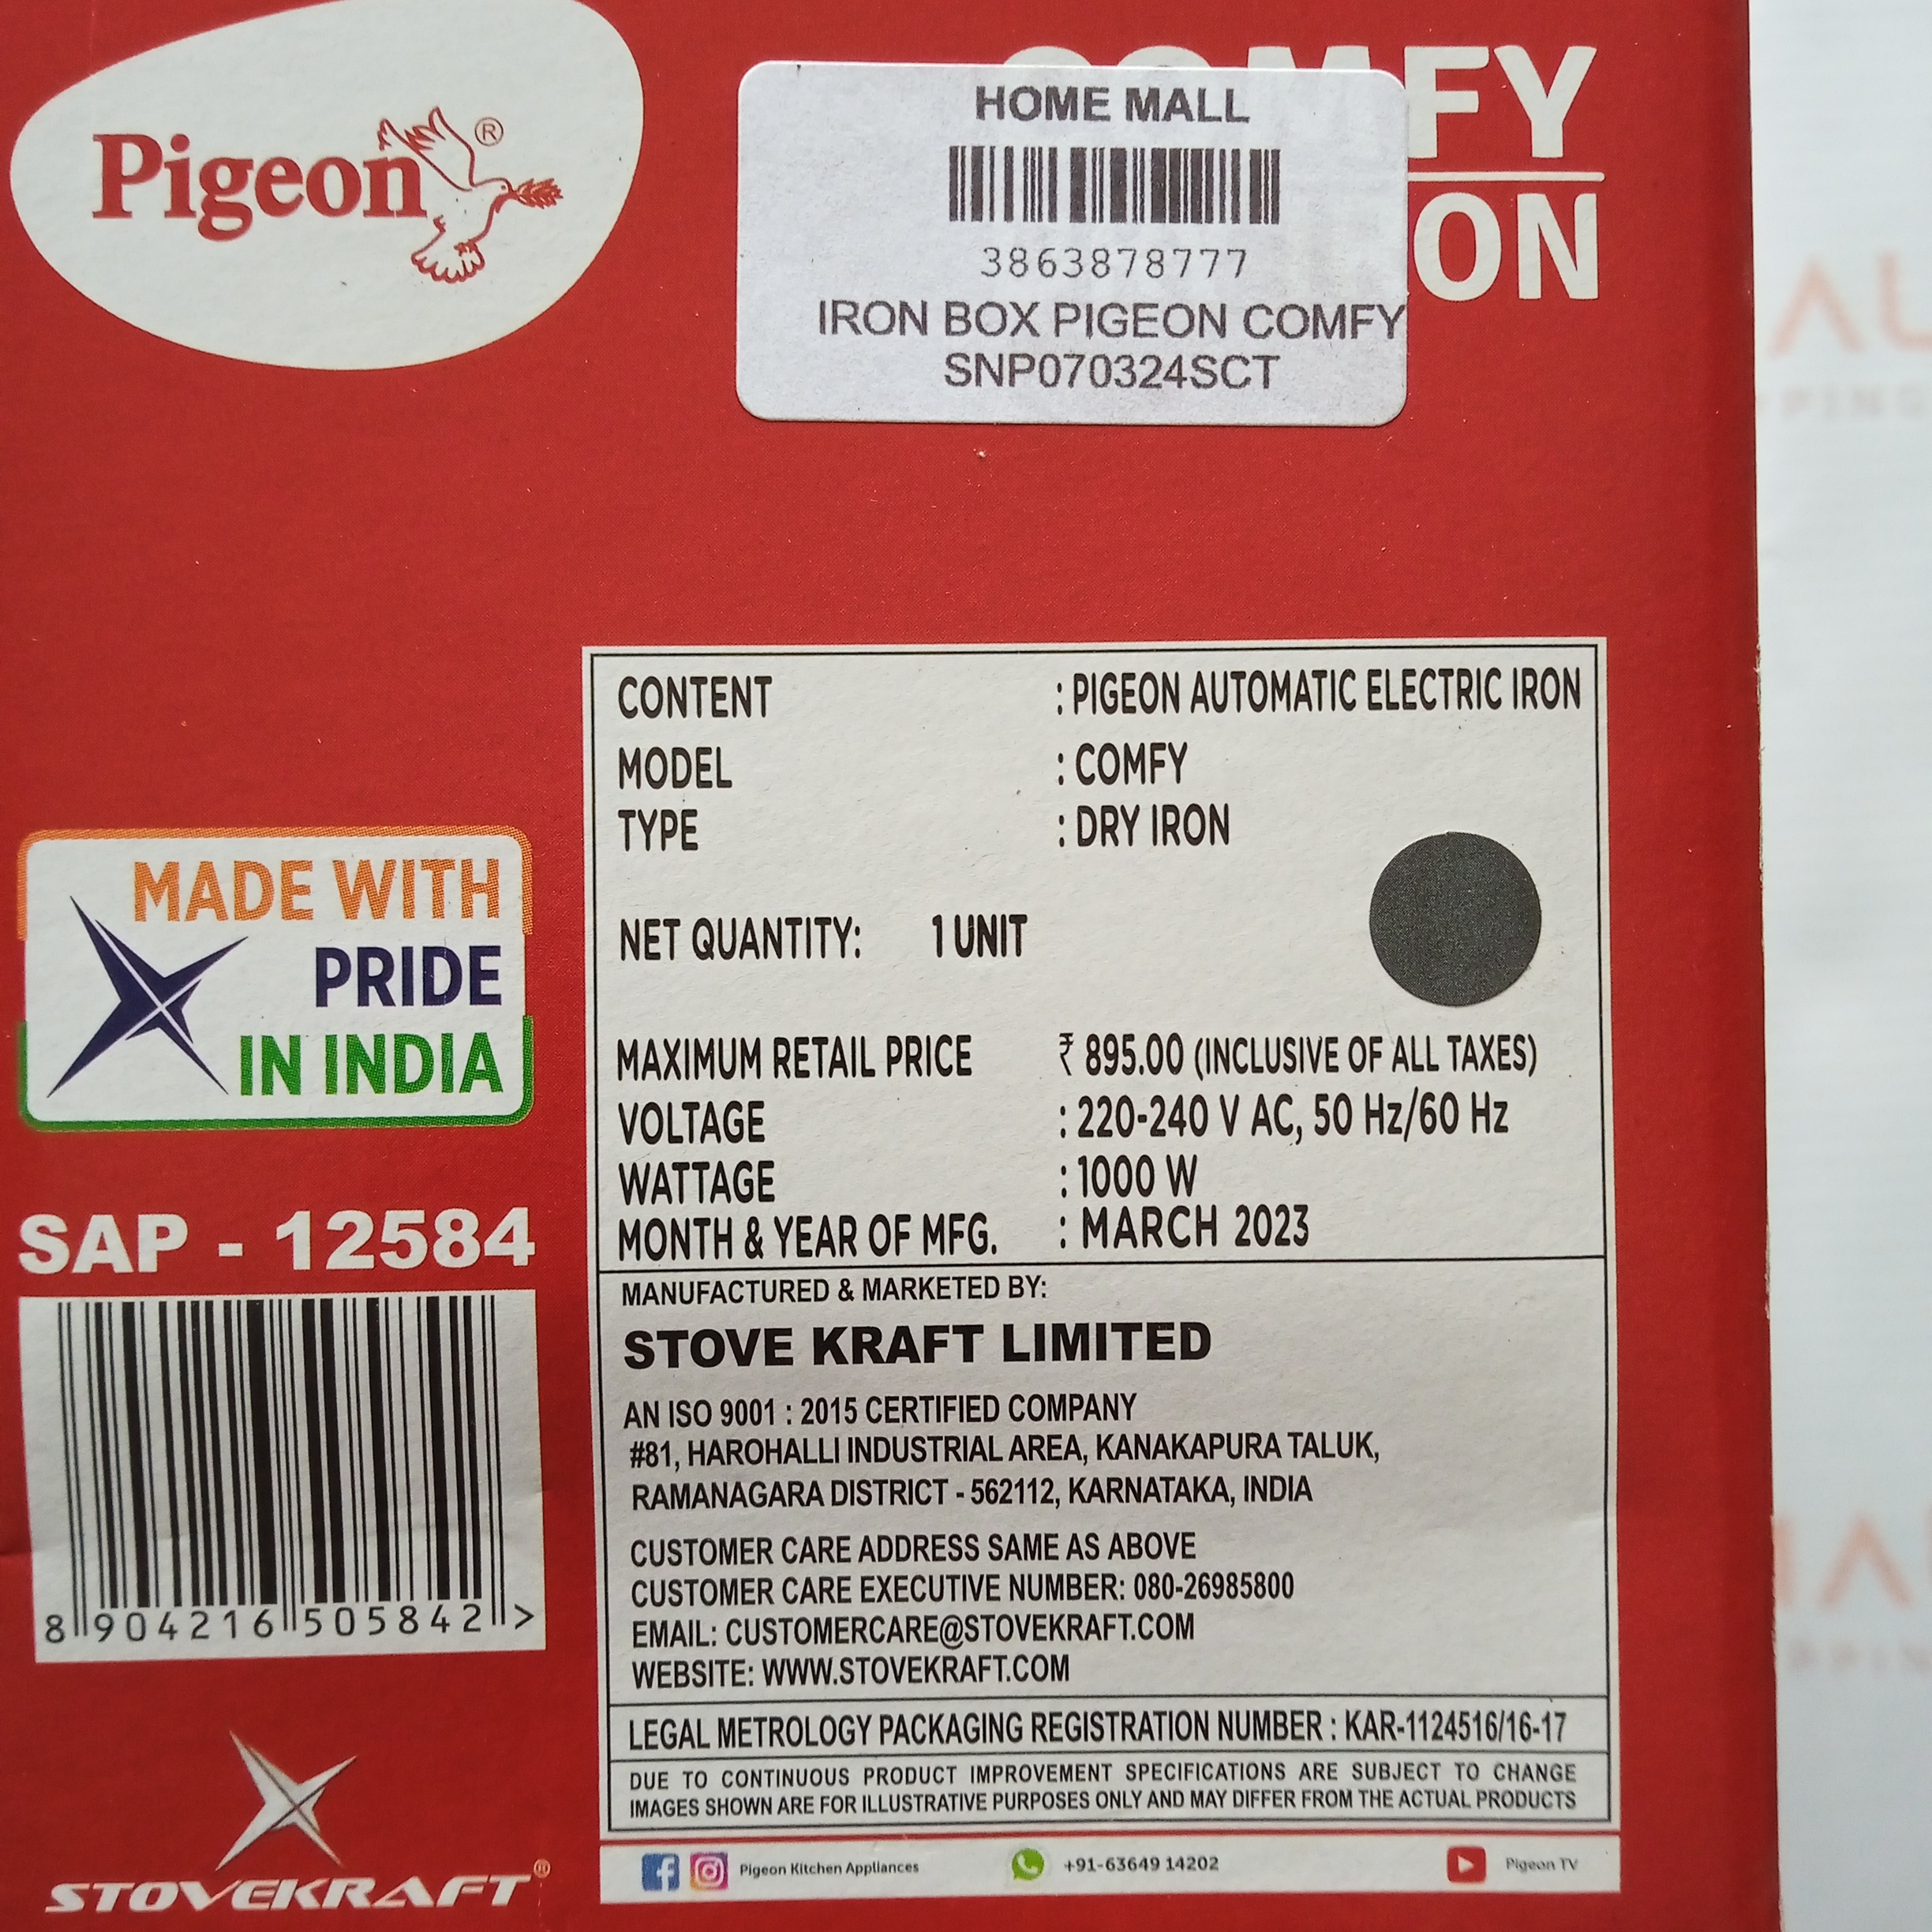 Pigeon®
COMFY
HOME MALL
3863878777
IRON BOX PIGEON COMFY
SNP070324SCT
CONTENT : PIGEON AUTOMATIC ELECTRIC IRON
MODEL : COMFY
TYPE : DRY IRON
NET QUANTITY: 1 UNIT
MAXIMUM RETAIL PRICE ₹ 895.00 (INCLUSIVE OF ALL TAXES)
VOLTAGE : 220-240 V AC, 50 Hz/60 Hz
WATTAGE : 1000 W
MONTH & YEAR OF MFG. : MARCH 2023
MANUFACTURED & MARKETED BY:
STOVE KRAFT LIMITED
AN ISO 9001 : 2015 CERTIFIED COMPANY
#81, HAROHALLI INDUSTRIAL AREA, KANAKAPURA TALUK,
RAMANAGARA DISTRICT - 562112, KARNATAKA, INDIA
CUSTOMER CARE ADDRESS SAME AS ABOVE
CUSTOMER CARE EXECUTIVE NUMBER: 080-26985800
EMAIL: CUSTOMERCARE@STOVEKRAFT.COM
WEBSITE: WWW.STOVEKRAFT.COM
LEGAL METROLOGY PACKAGING REGISTRATION NUMBER : KAR-1124516/16-17
DUE TO CONTINUOUS PRODUCT IMPROVEMENT SPECIFICATIONS ARE SUBJECT TO CHANGE
IMAGES SHOWN ARE FOR ILLUSTRATIVE PURPOSES ONLY AND MAY DIFFER FROM THE ACTUAL PRODUCTS
Pigeon Kitchen Appliances +91-63649 14202 Pigeon TV
MADE WITH
PRIDE
IN INDIA
SAP - 12584
8 904216 505842 >
STOVEKRAFT®